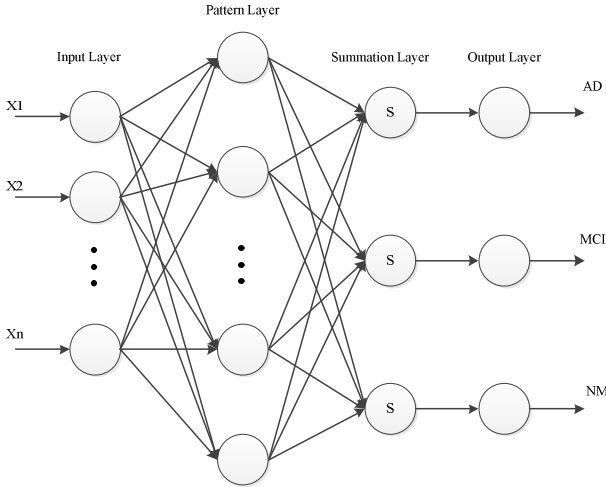 Pattern Layer
Input Layer
Summation Layer
Output Layer
X1
X2
Xn
S
S
S
AD
MCI
NM